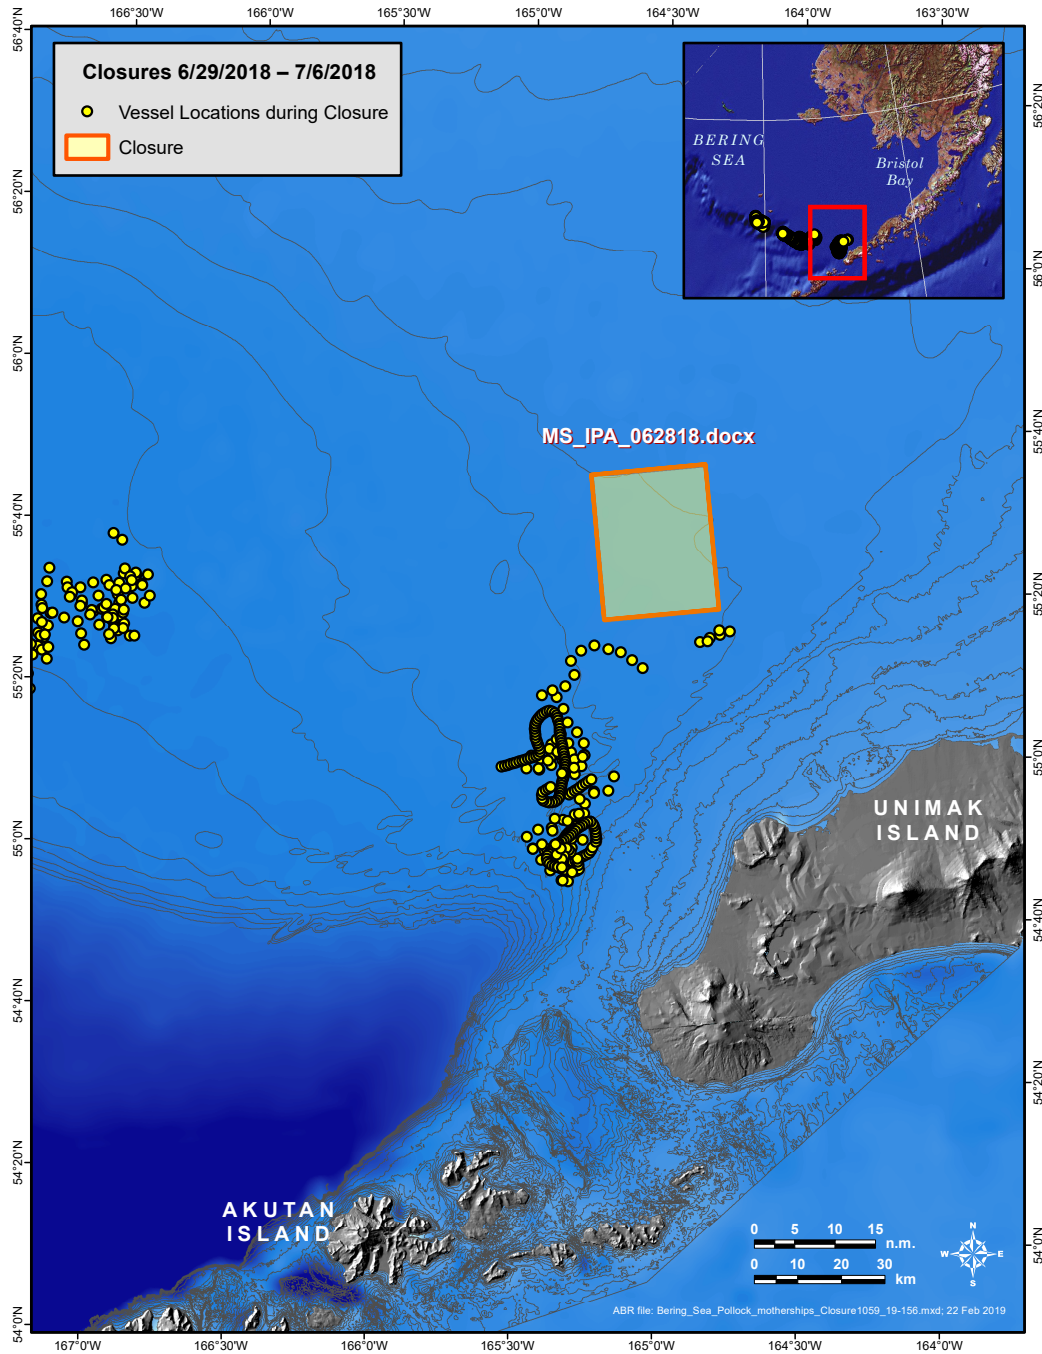 166°30'W
166°0'W
165°30'W
165°0'W
164°30'W
164°0'W
163°30'W
56°40'N
56°20'N
56°0'N
55°40'N
55°20'N
55°0'N
54°40'N
54°20'N
54°0'N
56°20'N
56°0'N
55°40'N
55°20'N
55°0'N
54°40'N
54°20'N
54°0'N
Closures 6/29/2018 – 7/6/2018
Vessel Locations during Closure
Closure
BERING
SEA
Bristol
Bay
MS_IPA_062818.docx
UNIMAK
ISLAND
AKUTAN
ISLAND
0 5 10 15
n.m.
0 10 20 30
km
N
W E
S
ABR file: Bering_Sea_Pollock_motherships_Closure1059_19-156.mxd; 22 Feb 2019
167°0'W
166°30'W
166°0'W
165°30'W
165°0'W
164°30'W
164°0'W